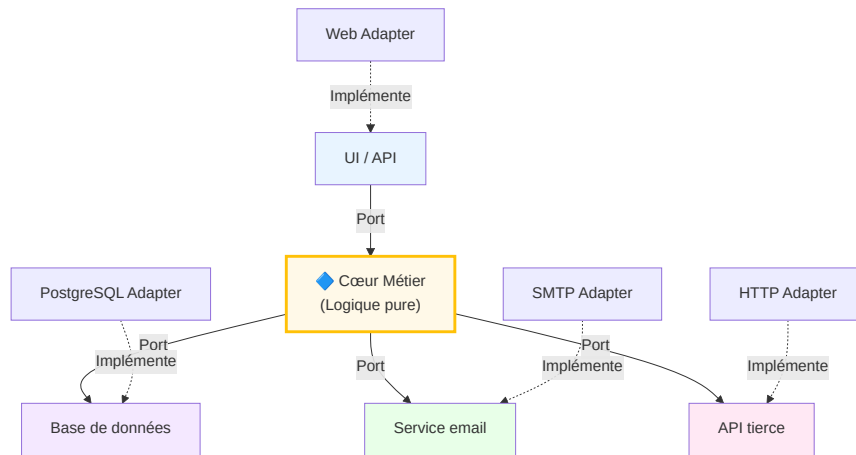 Web Adapter
Implémente
UI / API
Port
PostgreSQL Adapter
🔷 Cœur Métier
(Logique pure)
SMTP Adapter
HTTP Adapter
Port
Implémente
Port
Port
Implémente
Implémente
Base de données
Service email
API tierce